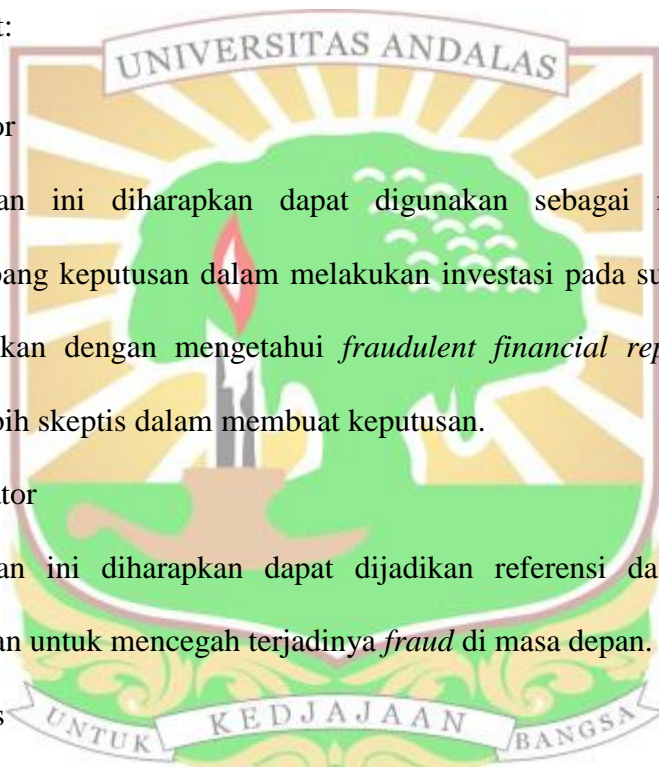 t:
UNIVERSITAS ANDALAS
or
an ini diharapkan dapat digunakan sebagai
bang keputusan dalam melakukan investasi pada su
kan dengan mengetahui fraudulent financial rep
bih skeptis dalam membuat keputusan.
ator
an ini diharapkan dapat dijadikan referensi da
an untuk mencegah terjadinya fraud di masa depan.
s
UNTUK KEDJAJAAN BANGSA